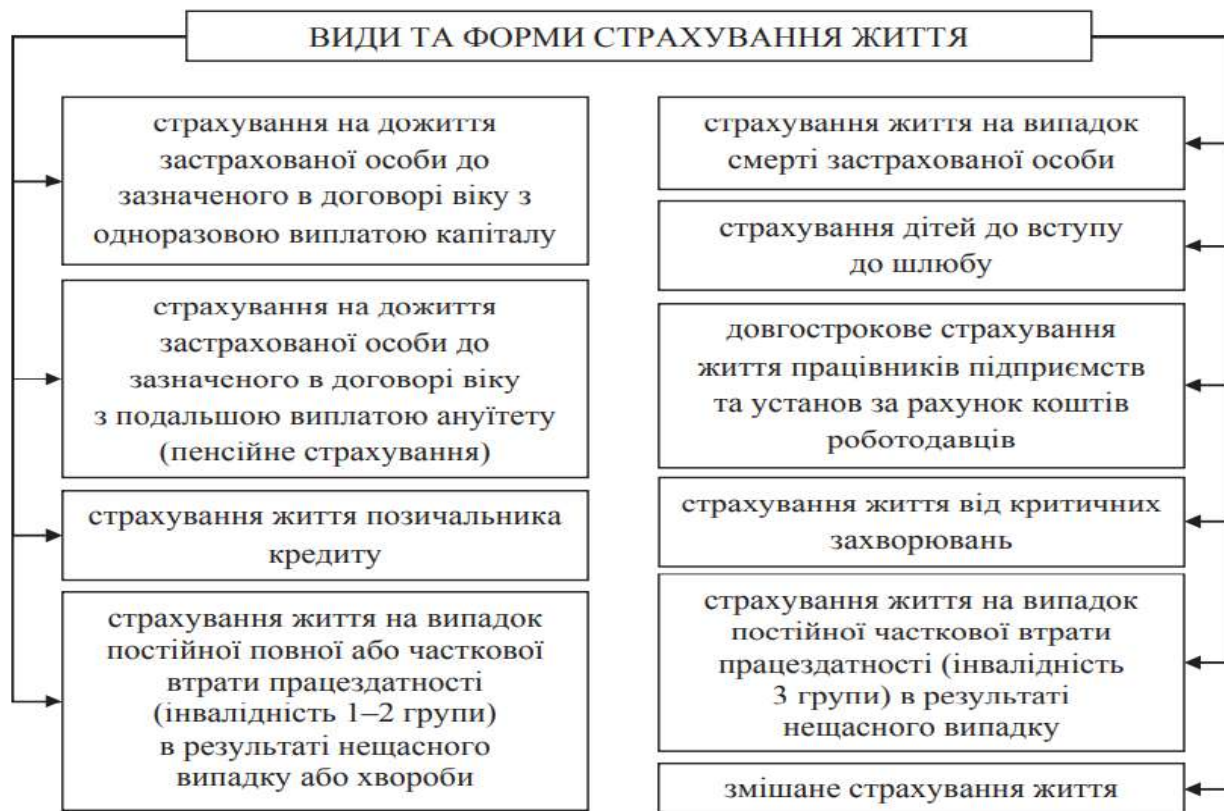 ВИДИ ТА ФОРМИ СТРАХУВАННЯ ЖИТТЯ
страхування на дожиття
застрахованої особи до
зазначеного в договорі віку з
одноразовою виплатою капіталу
страхування на дожиття
застрахованої особи до
зазначеного в договорі віку
з подальшою виплатою ануїтету
(пенсійне страхування)
страхування життя позичальника
кредиту
страхування життя на випадок
постійної повної або часткової
втрати працездатності
(інвалідність 1–2 групи)
в результаті нещасного
випадку або хвороби
страхування життя на випадок
смерті застрахованої особи
страхування дітей до вступу
до шлюбу
довгострокове страхування
життя працівників підприємств
та установ за рахунок коштів
роботодавців
страхування життя від критичних
захворювань
страхування життя на випадок
постійної часткової втрати
працездатності (інвалідність
3 групи) в результаті
нещасного випадку
змішане страхування життя